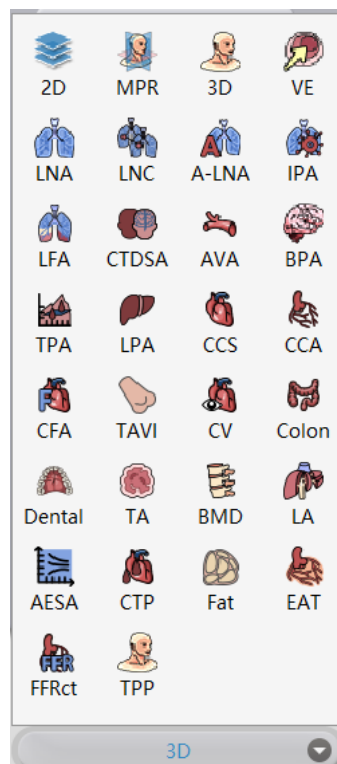 2D MPR 3D VE
LNA LNC A-LNA IPA
LFA CTDSA AVA BPA
TPA LPA CCS CCA
CFA TAVI CV Colon
Dental TA BMD LA
AESA CTP Fat EAT
FFRct TPP
3D